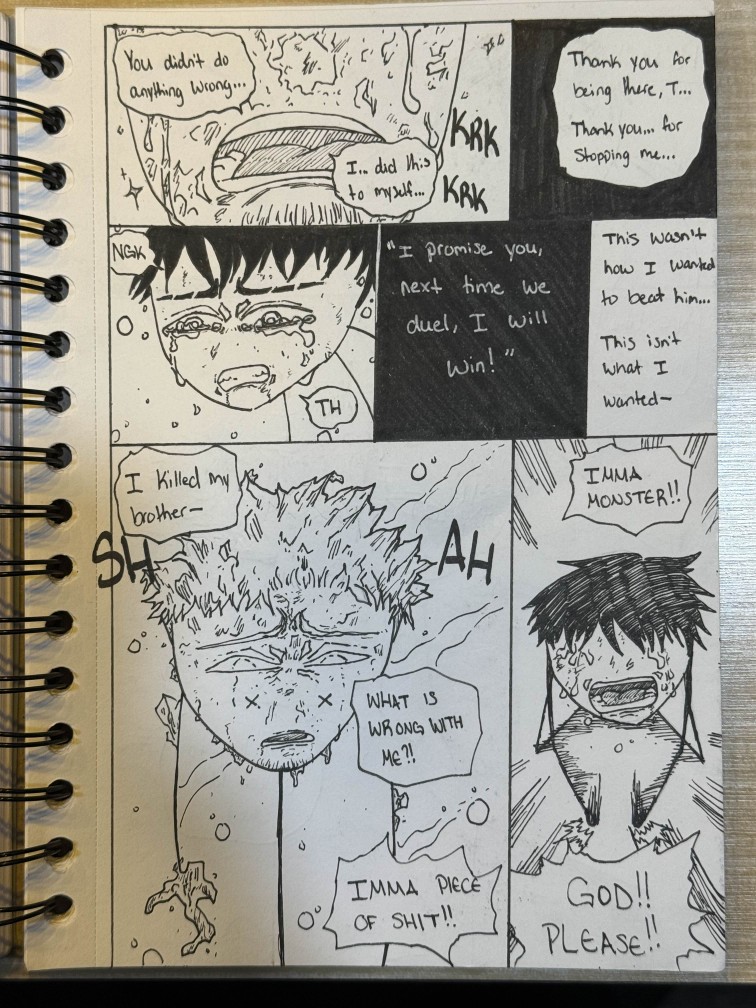 You didn't do
anything wrong...
I... did this
to myself...
KRK
KRK
Thank you for
being there, T...
Thank you... for
stopping me...
NGK
TH
"I promise you,
next time we
duel, I will
win!"
This wasn't
how I wanted
to beat him...
This isn't
what I
wanted~
I killed my
brother~
SH
AH
WHAT IS
WRONG WITH
ME?!
IMMA PIECE
OF SHIT!!
IMMA
MONSTER!!
GOD!!
PLEASE!!